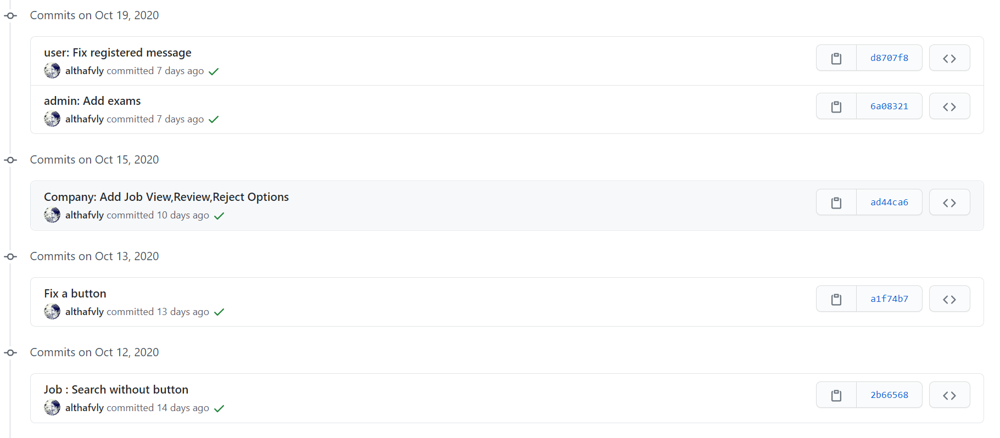 Commits on Oct 19, 2020
user: Fix registered message
d8707f8
althafvly committed 7 days ago
admin: Add exams
6a08321
althafvly committed 7 days ago
Commits on Oct 15, 2020
Company: Add Job View,Review,Reject Options
ad44ca6
althafvly committed 10 days ago
Commits on Oct 13, 2020
Fix a button
a1f74b7
althafvly committed 13 days ago
Commits on Oct 12, 2020
Job : Search without button
2b66568
althafvly committed 14 days ago